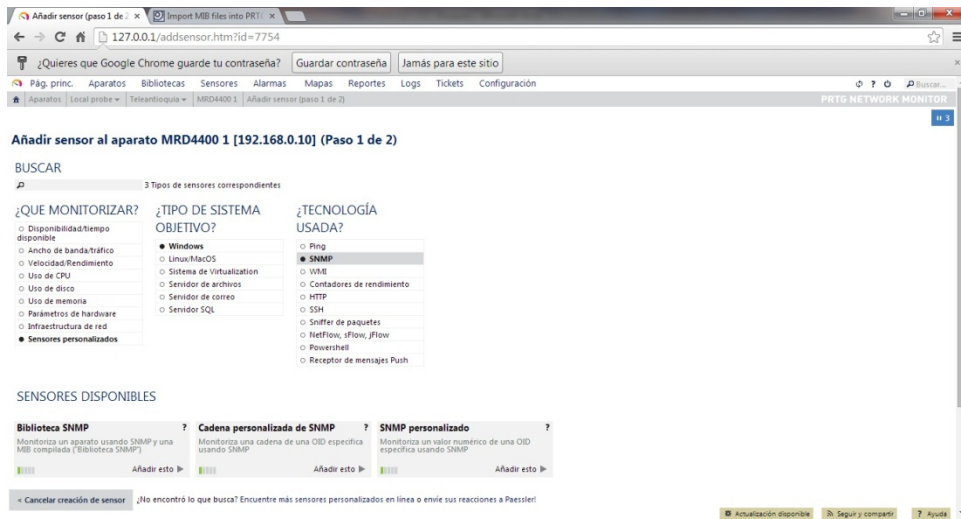 Añadir sensor (paso 1 de 2
Import MIB files into PRTG
127.0.0.1/addsensor.htm?id=7754
¿Quieres que Google Chrome guarde tu contraseña? Guardar contraseña Jamás para este sitio
Pág. princ. Aparatos Bibliotecas Sensores Alarmas Mapas Reportes Logs Tickets Configuración Buscar...
Aparatos Local probe Teleantioquia MRD4400 1 Añadir sensor (paso 1 de 2) PRTG NETWORK MONITOR
3
Añadir sensor al aparato MRD4400 1 [192.168.0.10] (Paso 1 de 2)
BUSCAR
3 Tipos de sensores correspondientes
¿QUE MONITORIZAR?
Disponibilidad/tiempo
disponible
Ancho de banda/tráfico
Velocidad/Rendimiento
Uso de CPU
Uso de disco
Uso de memoria
Parámetros de hardware
Infraestructura de red
Sensores personalizados
¿TIPO DE SISTEMA
OBJETIVO?
Windows
Linux/MacOS
Sistema de Virtualization
Servidor de archivos
Servidor de correo
Servidor SQL
¿TECNOLOGÍA
USADA?
Ping
SNMP
WMI
Contadores de rendimiento
HTTP
SSH
Sniffer de paquetes
NetFlow, sFlow, jFlow
Powershell
Receptor de mensajes Push
SENSORES DISPONIBLES
Biblioteca SNMP ?
Monitoriza un aparato usando SNMP y una
MIB compilada ("Biblioteca SNMP")
Añadir esto
Cadena personalizada de SNMP ?
Monitoriza una cadena de una OID específica
usando SNMP
Añadir esto
SNMP personalizado ?
Monitoriza un valor numérico de una OID
específica usando SNMP
Añadir esto
< Cancelar creación de sensor ¿No encontró lo que busca? Encuentre más sensores personalizados en línea o envíe sus reacciones a Paessler!
Actualización disponible Seguir y compartir ? Ayuda